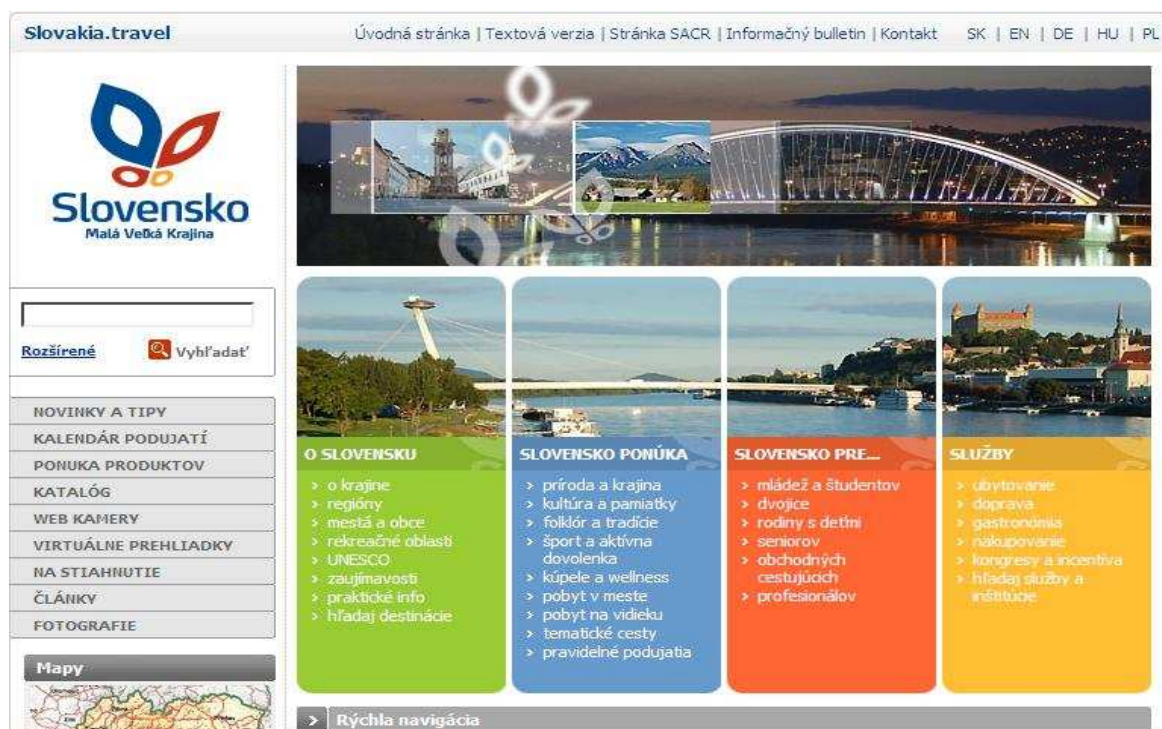 Slovakia.travel
Úvodná stránka | Textová verzia | Stránka SACR | Informačný bulletin | Kontakt SK | EN | DE | HU | PL
Slovensko
Malá Veľká Krajina
Rozšírené Vyhľadať
NOVINKY A TIPY
KALENDÁR PODUJATÍ
PONUKA PRODUKTOV
KATALÓG
WEB KAMERY
VIRTUÁLNE PREHLIADKY
NA STIAHNUTIE
ČLÁNKY
FOTOGRAFIE
Mapy
O SLOVENSKU
> o krajine
> regióny
> mestá a obce
> rekreačné oblasti
> UNESCO
> zaujímavosti
> praktické info
> hľadaj destinácie
SLOVENSKO PONÚKA
> príroda a krajina
> kultúra a pamiatky
> folklór a tradície
> šport a aktívna
dovolenka
> kúpele a wellness
> pobyt v meste
> pobyt na vidieku
> tematické cesty
> pravidelné podujatia
SLOVENSKO PRE...
> mládež a študentov
> dvojice
> rodiny s deťmi
> seniorov
> obchodných
cestujúcich
> profesionálov
SLUŽBY
> ubytovanie
> doprava
> gastronómia
> nakupovanie
> kongresy a incentíva
> hľadaj služby a
inštitúcie
> Rýchla navigácia